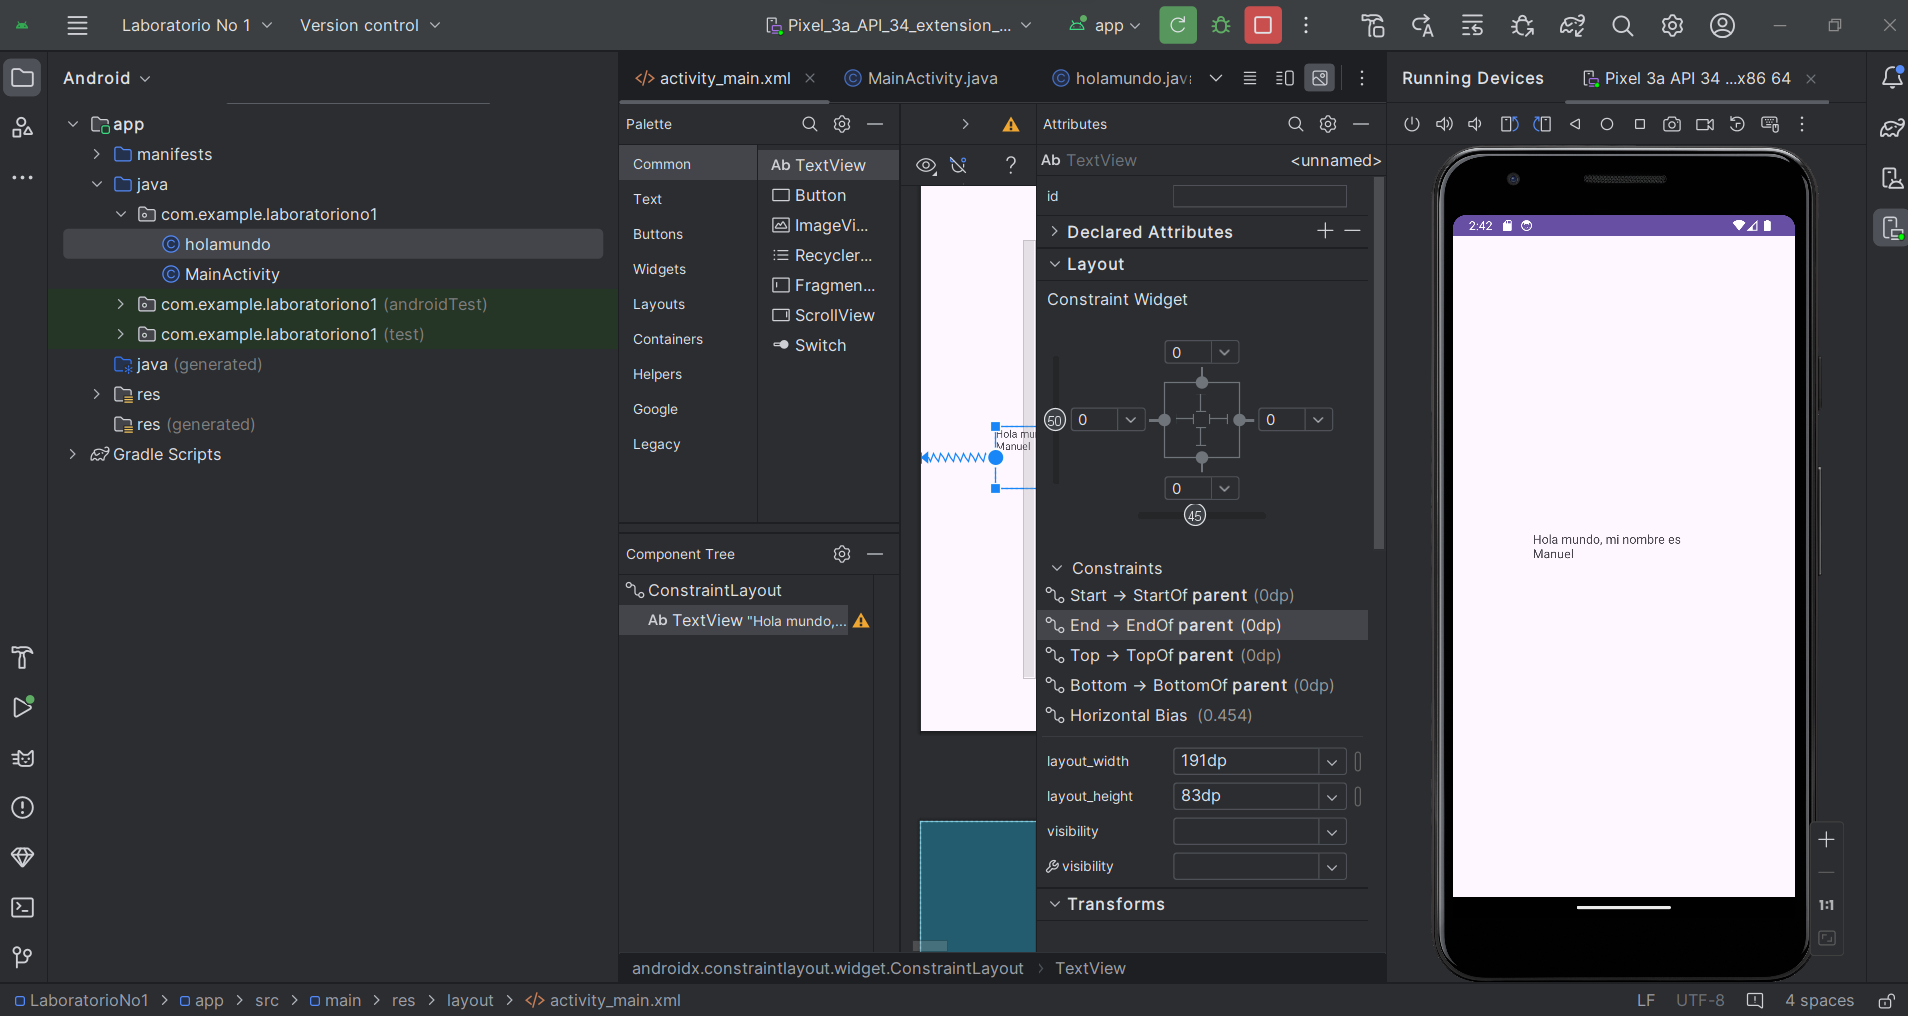 Laboratorio No 1
Version control
Pixel_3a_API_34_extension_...
app
Android
app
manifests
java
com.example.laboratoriono1
holamundo
MainActivity
com.example.laboratoriono1 (androidTest)
com.example.laboratoriono1 (test)
java (generated)
res
res (generated)
Gradle Scripts
activity_main.xml
MainActivity.java
holamundo.jav
Palette
Common
Text
Buttons
Widgets
Layouts
Containers
Helpers
Google
Legacy
Ab TextView
Button
ImageVi...
Recycler...
Fragmen...
ScrollView
Switch
Component Tree
ConstraintLayout
Ab TextView "Hola mundo,...
?
Hola mu
Manuel
Attributes
Ab TextView <unnamed>
id
Declared Attributes
Layout
Constraint Widget
0
50 0 0
0
45
Constraints
Start → StartOf parent (0dp)
End → EndOf parent (0dp)
Top → TopOf parent (0dp)
Bottom → BottomOf parent (0dp)
Horizontal Bias (0.454)
layout_width 191dp
layout_height 83dp
visibility
visibility
Transforms
androidx.constraintlayout.widget.ConstraintLayout > TextView
Running Devices
Pixel 3a API 34 ...x86 64
2:42
Hola mundo, mi nombre es
Manuel
1:1
LaboratorioNo1 > app > src > main > res > layout > activity_main.xml
LF UTF-8 4 spaces